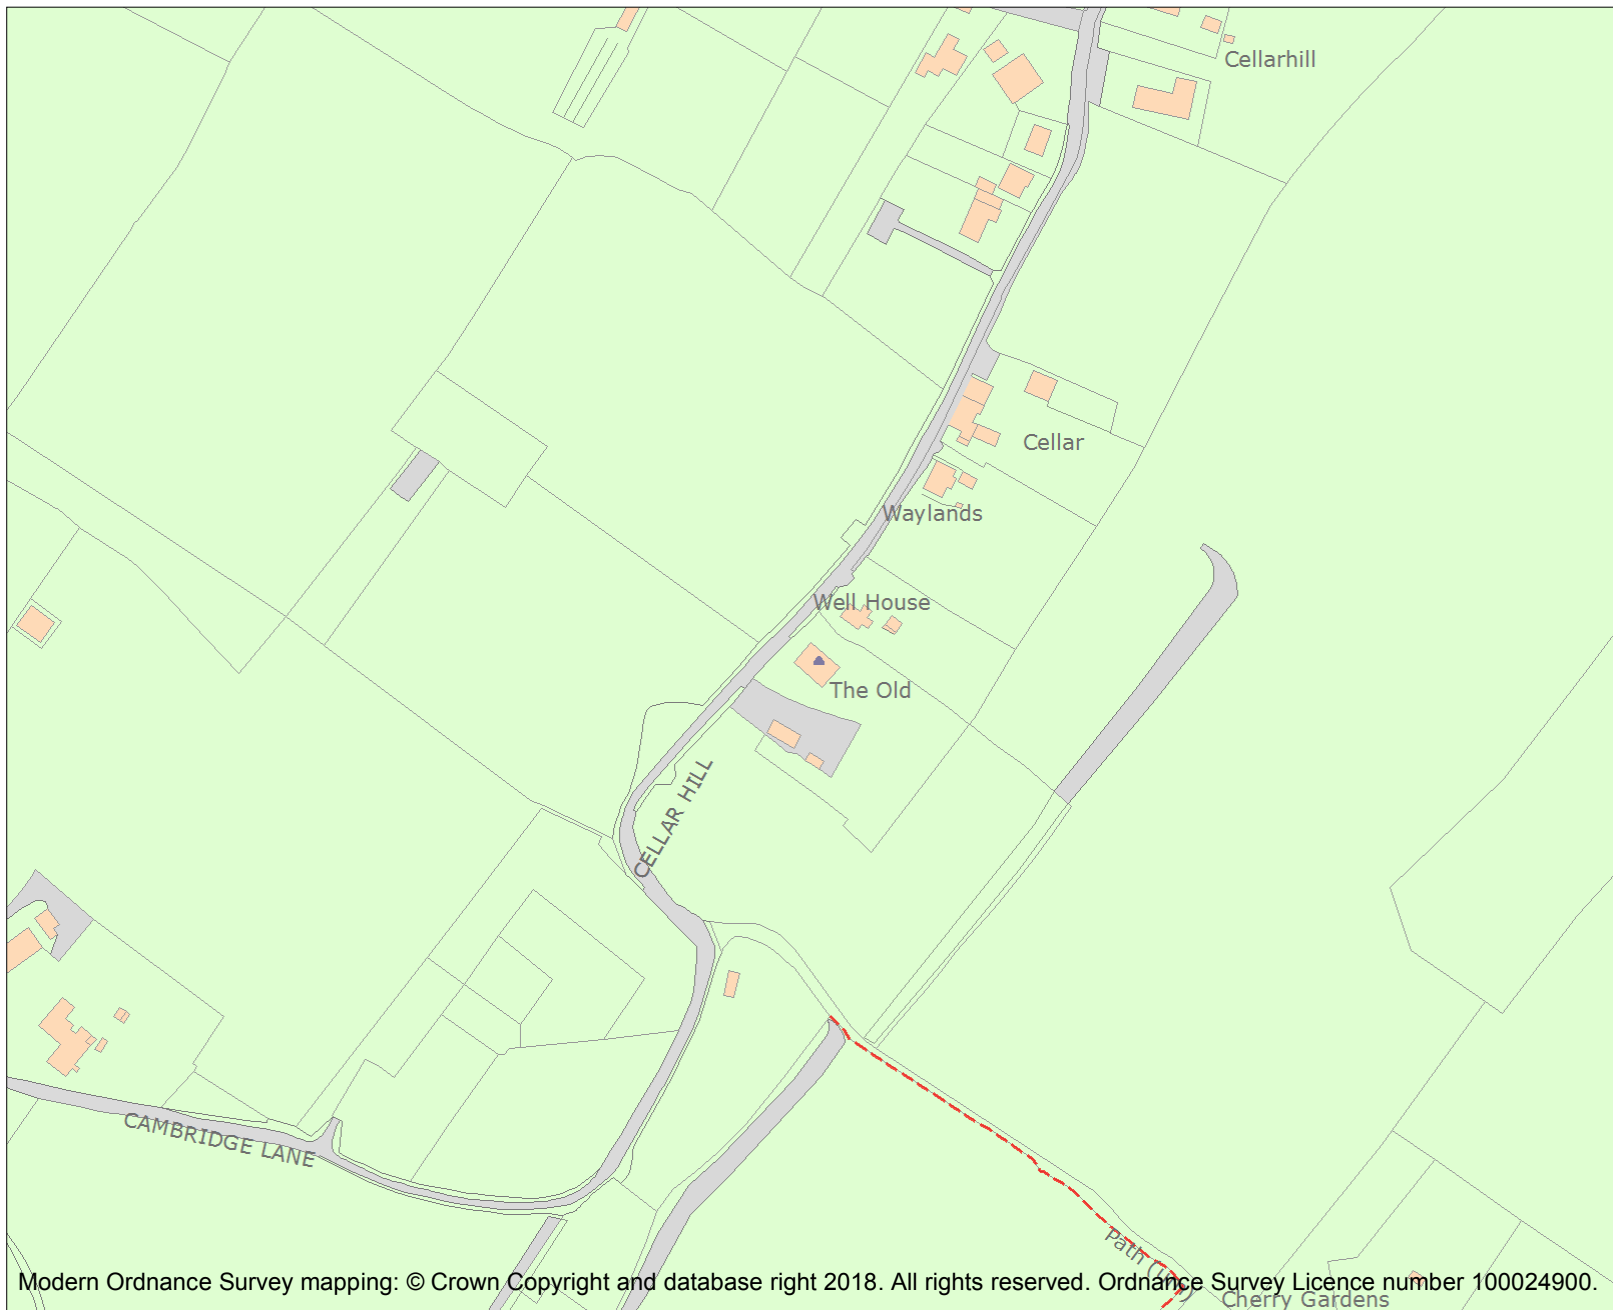 Cellarhill
Cellar
Waylands
Well House
The Old
CELLAR HILL
CAMBRIDGE LANE
Path (um)
Modern Ordnance Survey mapping: © Crown Copyright and database right 2018. All rights reserved. Ordnance Survey Licence number 100024900.
Cherry Gardens